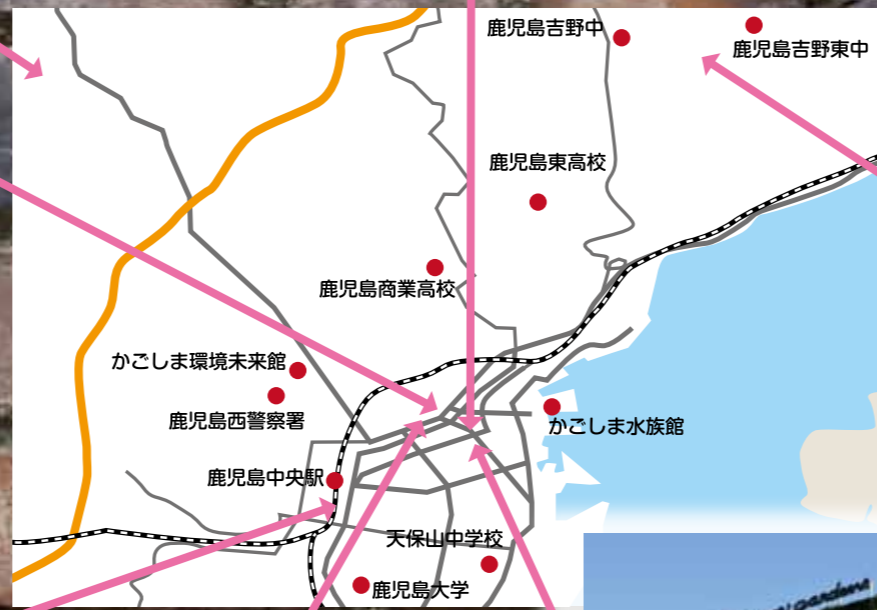 鹿児島吉野中
鹿児島吉野東中
鹿児島東高校
鹿児島商業高校
かごしま環境未来館
鹿児島西警察署
かごしま水族館
鹿児島中央駅
天保山中学校
鹿児島大学